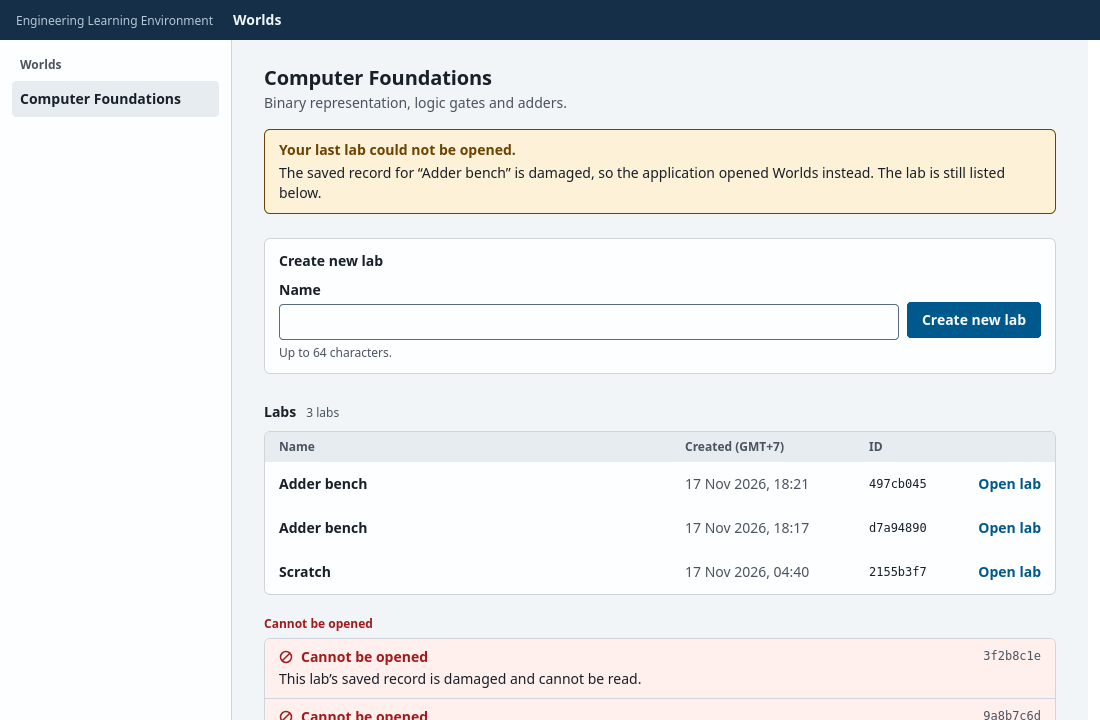 Engineering Learning Environment Worlds
Worlds
Computer Foundations
Computer Foundations
Binary representation, logic gates and adders.
Your last lab could not be opened.
The saved record for “Adder bench” is damaged, so the application opened Worlds instead. The lab is still listed
below.
Create new lab
Name
Create new lab
Up to 64 characters.
Labs 3 labs
Name Created (GMT+7) ID
Adder bench 17 Nov 2026, 18:21 497cb045 Open lab
Adder bench 17 Nov 2026, 18:17 d7a94890 Open lab
Scratch 17 Nov 2026, 04:40 2155b3f7 Open lab
Cannot be opened
Cannot be opened 3f2b8c1e
This lab’s saved record is damaged and cannot be read.
Cannot be opened 9a8b7c6d